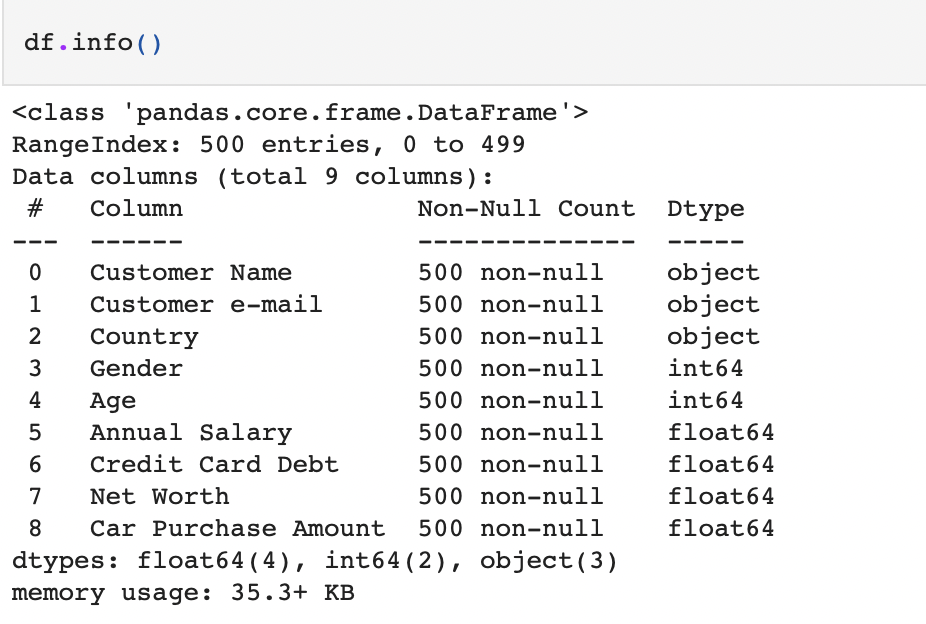 df.info()
<class 'pandas.core.frame.DataFrame'>
RangeIndex: 500 entries, 0 to 499
Data columns (total 9 columns):
 #   Column               Non-Null Count  Dtype
---  ------               --------------  -----
 0   Customer Name        500 non-null    object
 1   Customer e-mail      500 non-null    object
 2   Country              500 non-null    object
 3   Gender               500 non-null    int64
 4   Age                  500 non-null    int64
 5   Annual Salary        500 non-null    float64
 6   Credit Card Debt     500 non-null    float64
 7   Net Worth            500 non-null    float64
 8   Car Purchase Amount  500 non-null    float64
dtypes: float64(4), int64(2), object(3)
memory usage: 35.3+ KB